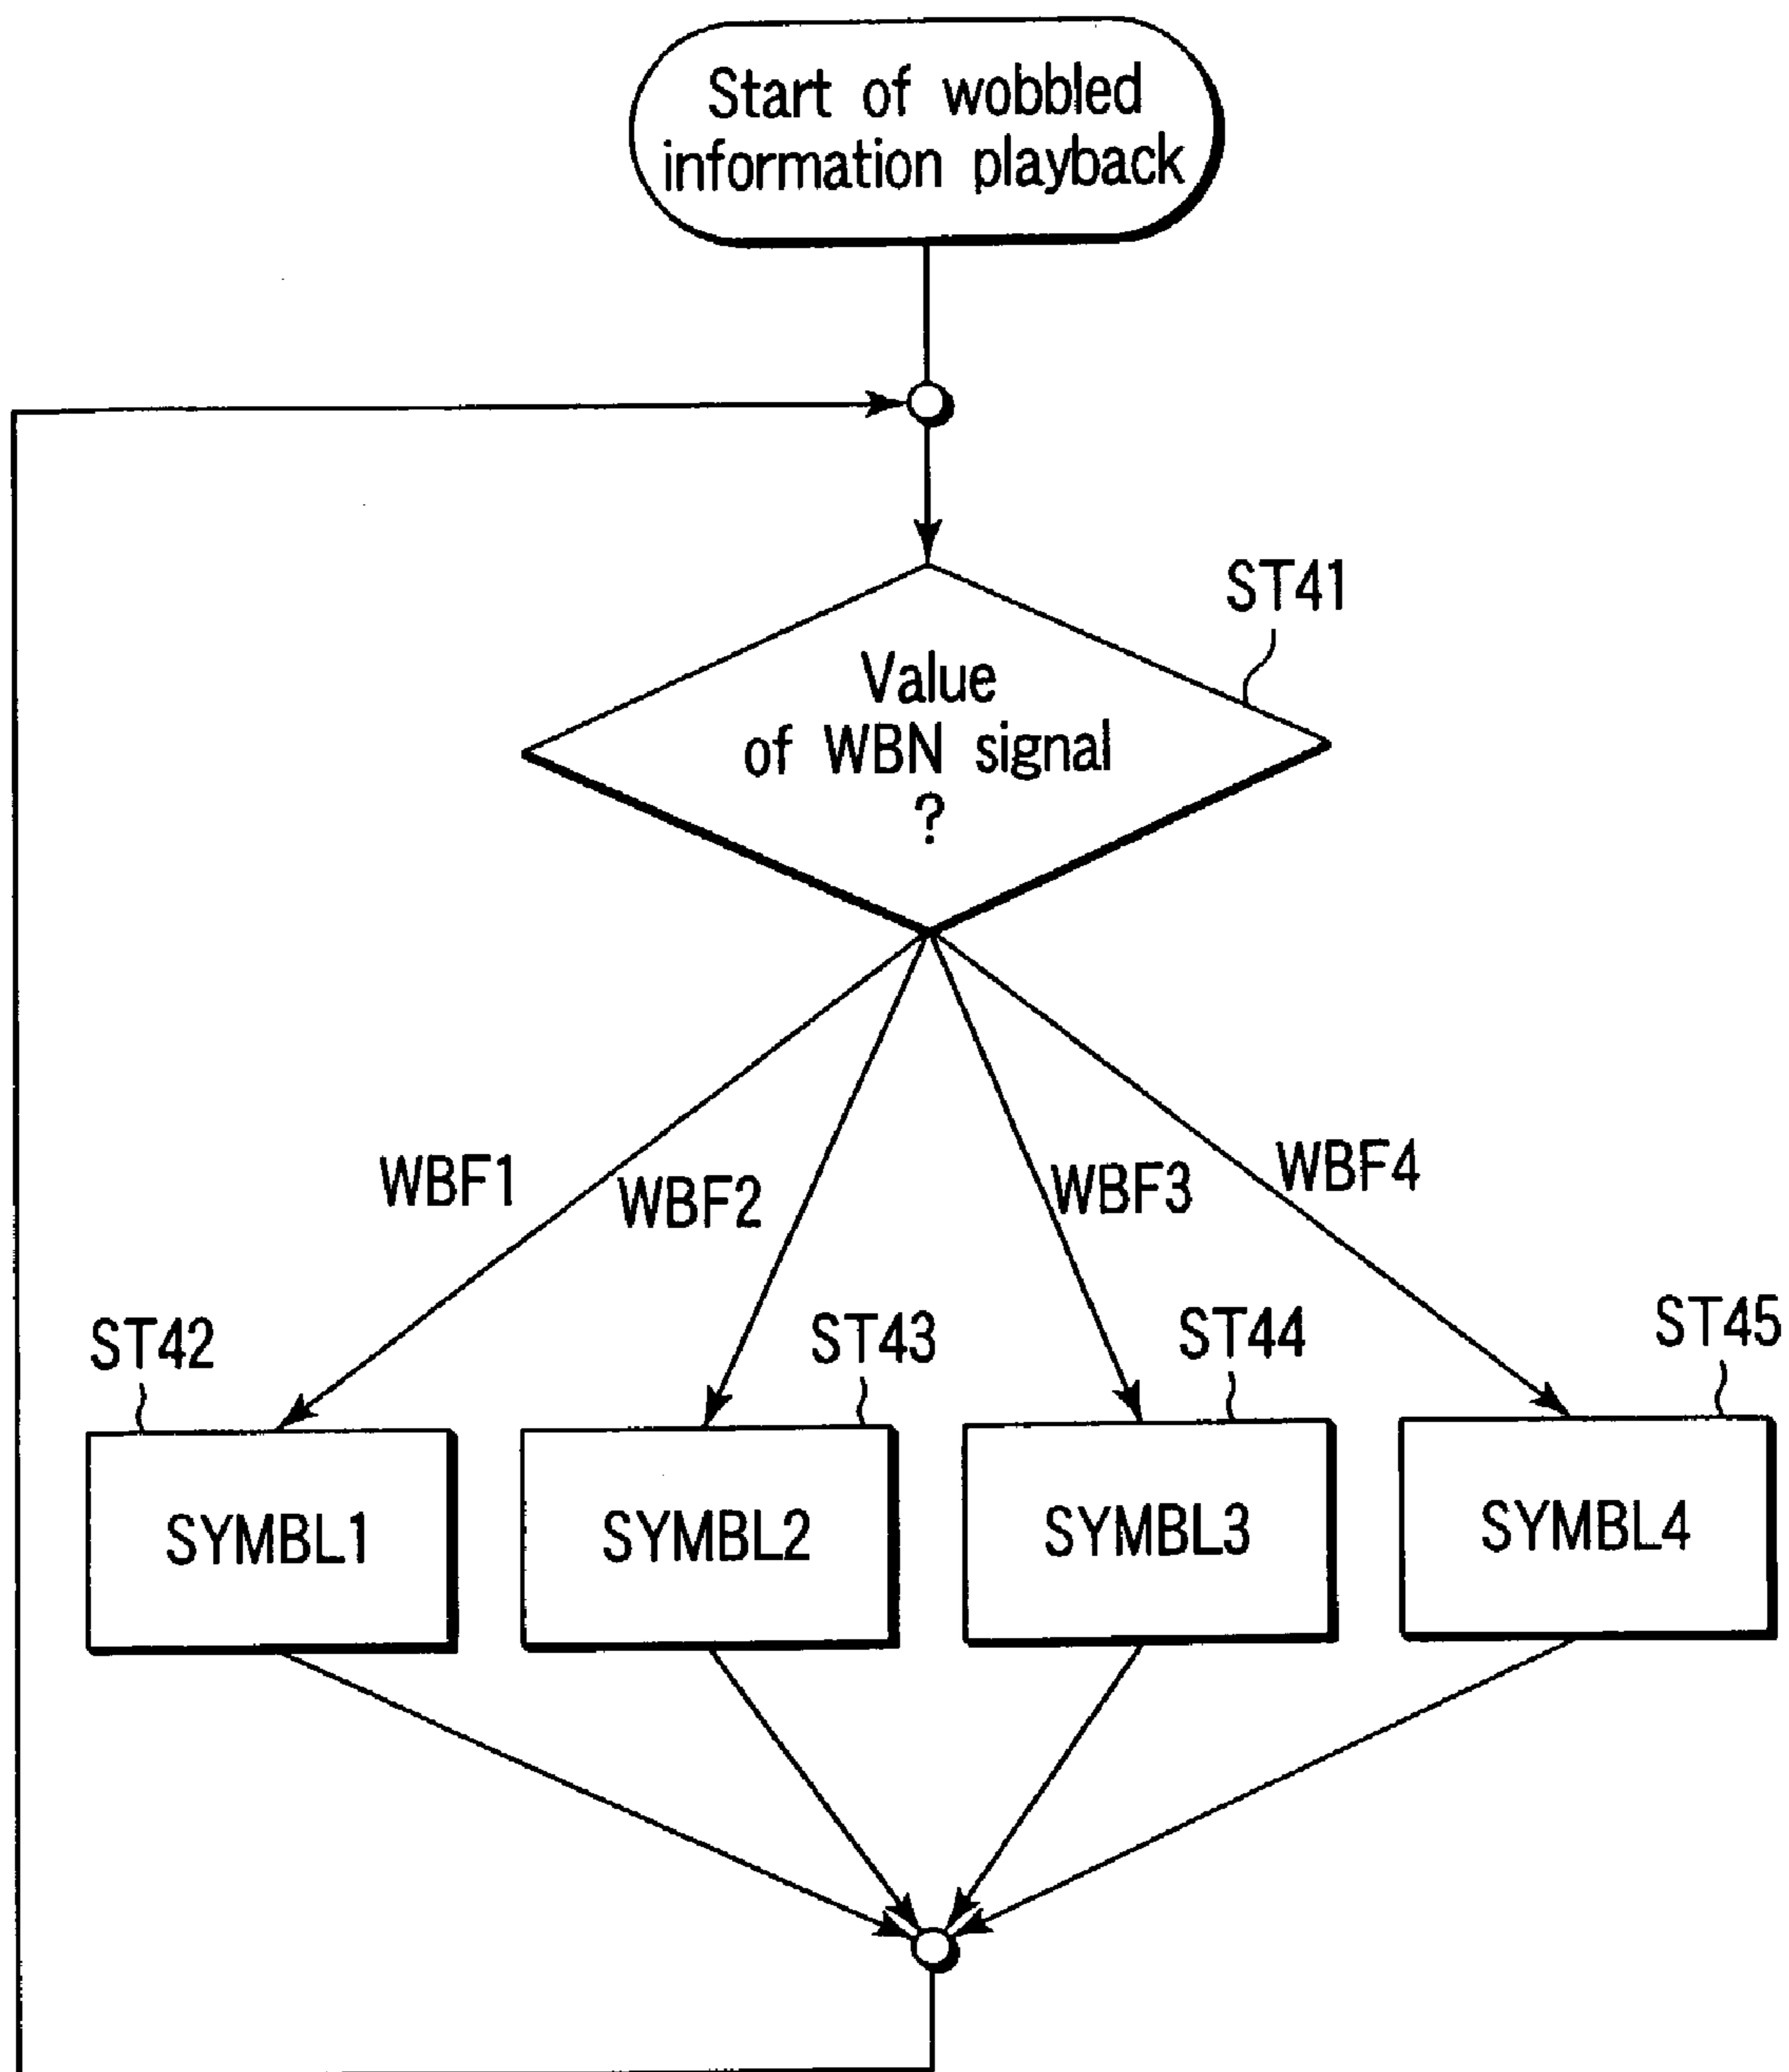 Start of wobbled
information playback
ST41
Value
of WBN signal
?
WBF1
WBF2
WBF3
WBF4
ST42
ST43
ST44
ST45
SYMBL1
SYMBL2
SYMBL3
SYMBL4